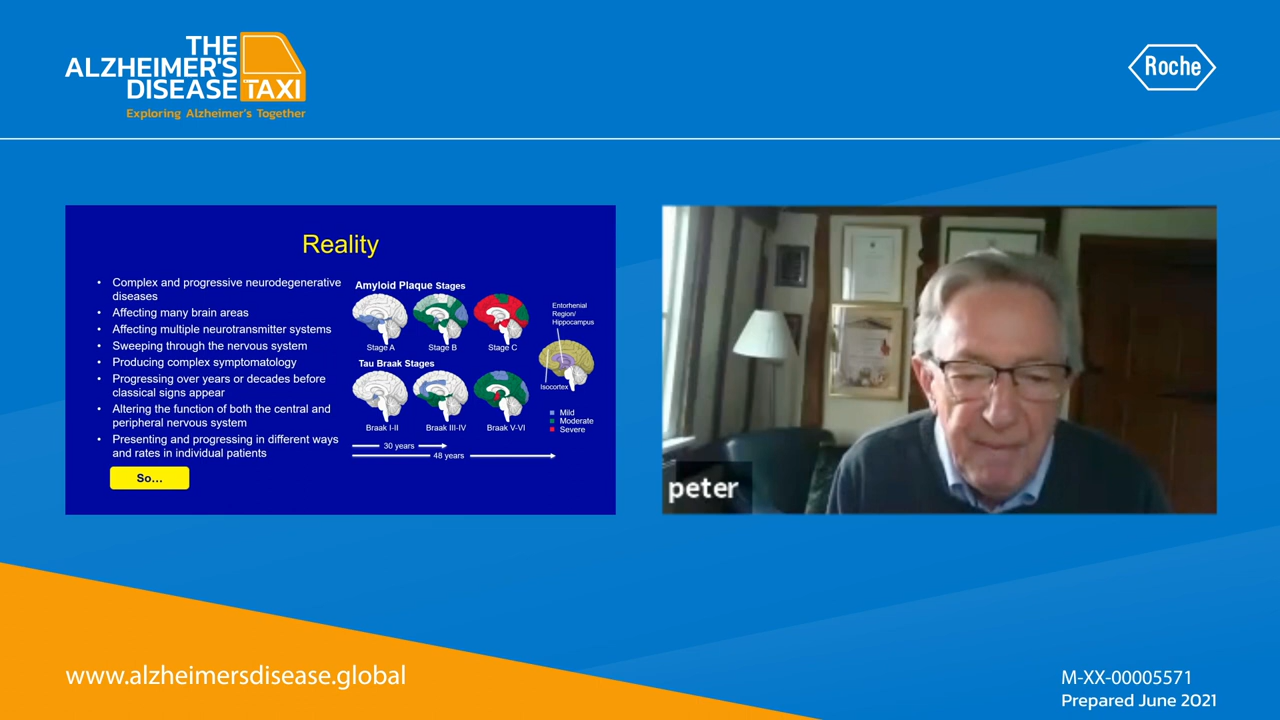 THE
ALZHEIMER'S
DISEASE TAXI
Exploring Alzheimer's Together
Roche
Reality
• Complex and progressive neurodegenerative
diseases
• Affecting many brain areas
• Affecting multiple neurotransmitter systems
• Sweeping through the nervous system
• Producing complex symptomatology
• Progressing over years or decades before
classical signs appear
• Altering the function of both the central and
peripheral nervous system
• Presenting and progressing in different ways
and rates in individual patients
So...
Amyloid Plaque Stages
Stage A
Stage B
Stage C
Entorhenial
Region/
Hippocampus
Isocortex
Tau Braak Stages
Braak I-II
Braak III-IV
Braak V-VI
Mild
Moderate
Severe
30 years
48 years
peter
www.alzheimersdisease.global
M-XX-00005571
Prepared June 2021